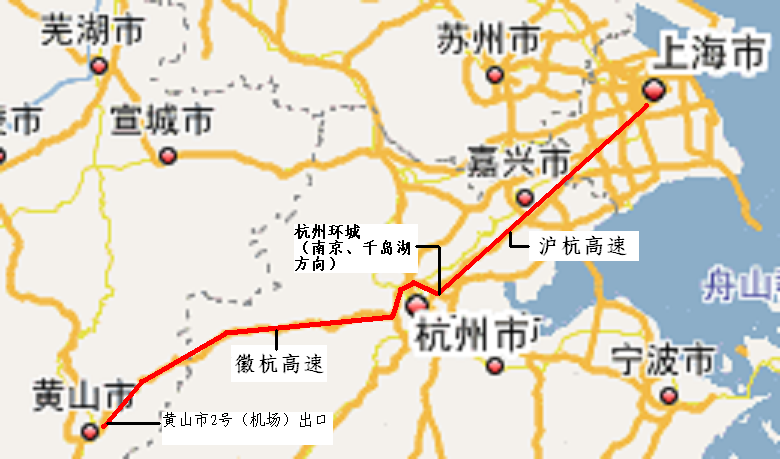 芜湖市
苏州市
上海市
宣城市
嘉兴市
杭州环城
（南京、千岛湖
方向）
沪杭高速
舟山
杭州市
徽杭高速
宁波市
黄山市
黄山市2号（机场）出口